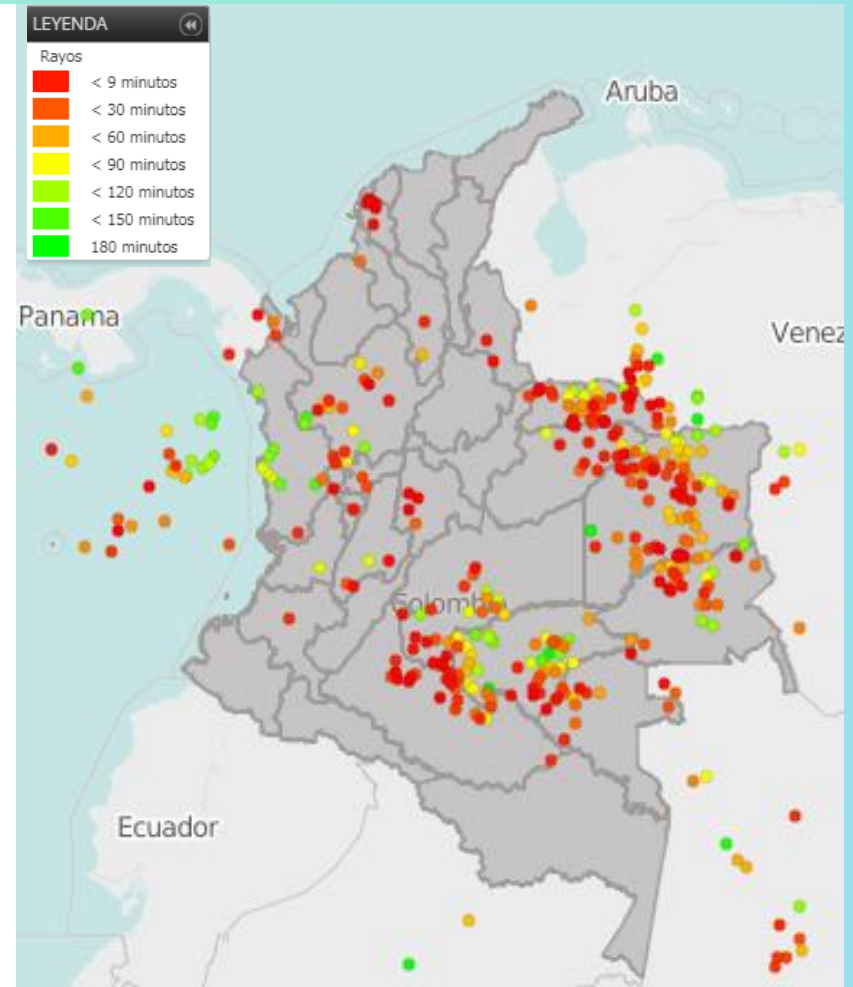 LEYENDA
Rayos
< 9 minutos
< 30 minutos
< 60 minutos
< 90 minutos
< 120 minutos
< 150 minutos
180 minutos
Aruba
Panama
Venez
Colombia
Ecuador